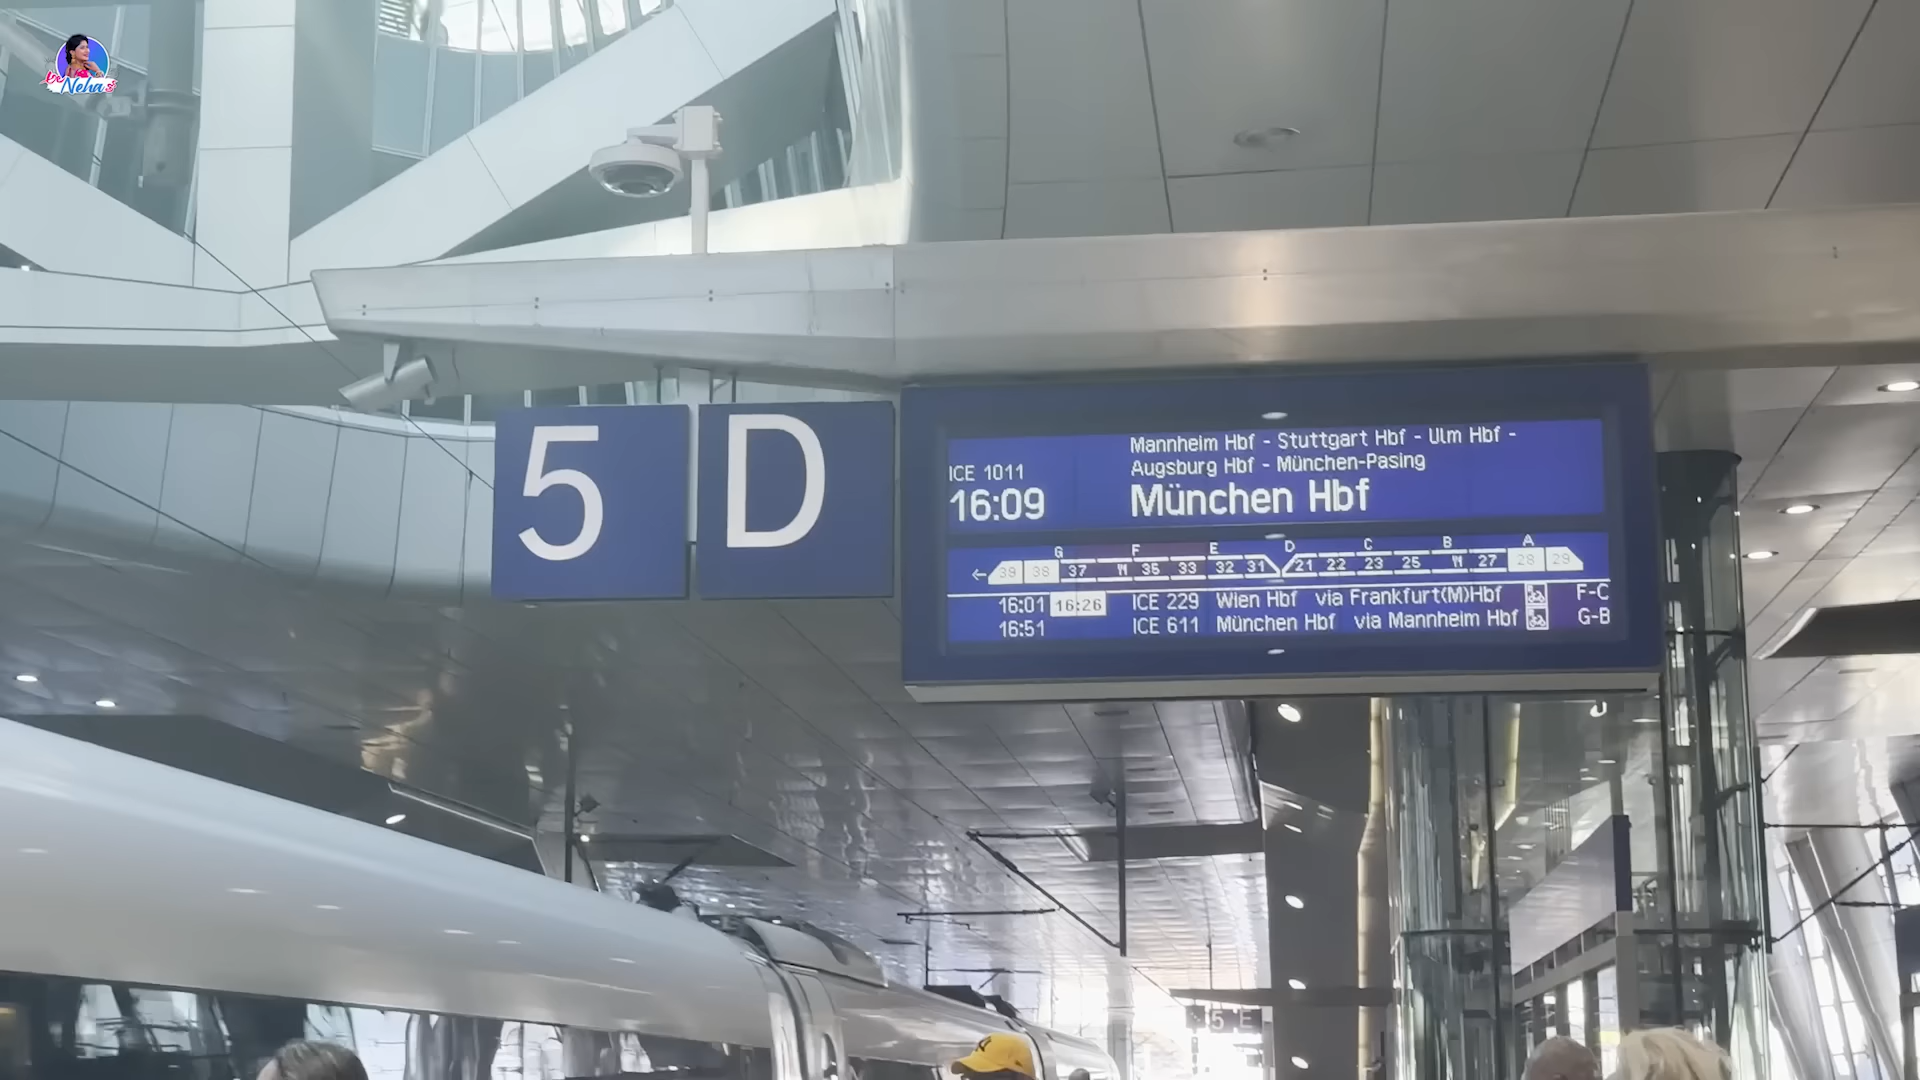 be
Neha
5 D
Mannheim Hbf - Stuttgart Hbf - Ulm Hbf -
ICE 1011 Augsburg Hbf - München-Pasing
16:09 München Hbf
G F E D C B A
39 38 37 35 33 32 31 21 22 23 25 27 28 29
16:01 16:26 ICE 229 Wien Hbf via Frankfurt(M)Hbf F-C
16:51 ICE 611 München Hbf via Mannheim Hbf G-B
5 E